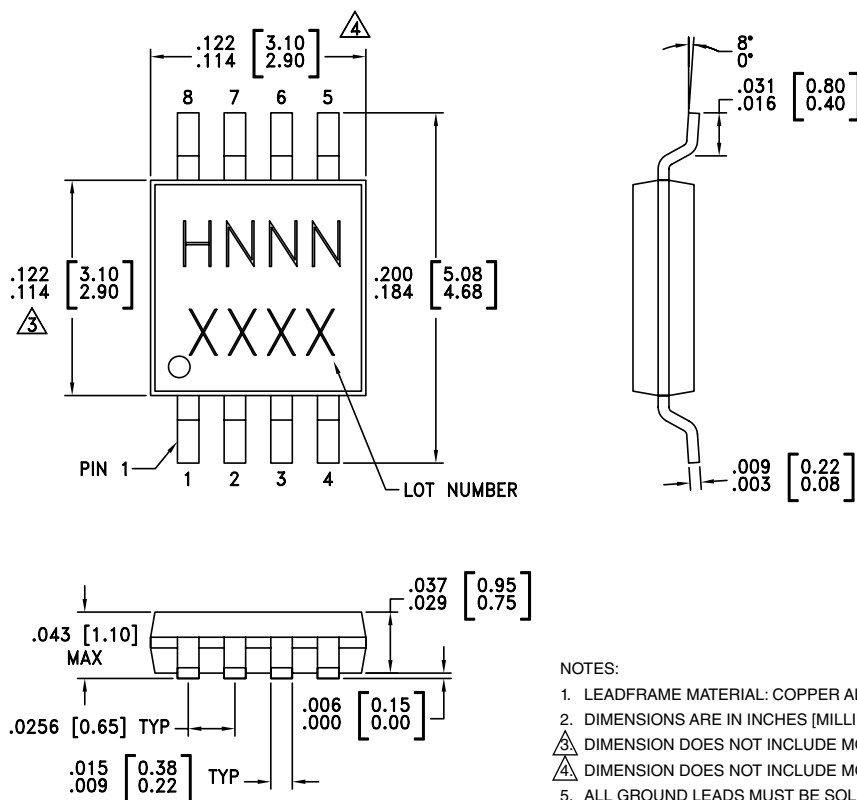 .122 [3.10]
.114 [2.90]
4
8 7 6 5
HNNN
XXXX
.122 [3.10]
.114 [2.90]
3
.200 [5.08]
.184 [4.68]
PIN 1
1 2 3 4
LOT NUMBER
8°
0°
.031 [0.80]
.016 [0.40]
.009 [0.22]
.003 [0.08]
.037 [0.95]
.029 [0.75]
.043 [1.10]
MAX
.0256 [0.65] TYP
.006 [0.15]
.000 [0.00]
.015 [0.38]
.009 [0.22]
TYP
NOTES:
1. LEADFRAME MATERIAL: COPPER
2. DIMENSIONS ARE IN INCHES
3. DIMENSION DOES NOT INCLUDE
4. DIMENSION DOES NOT INCLUDE
5. ALL GROUND LEADS MUST BE